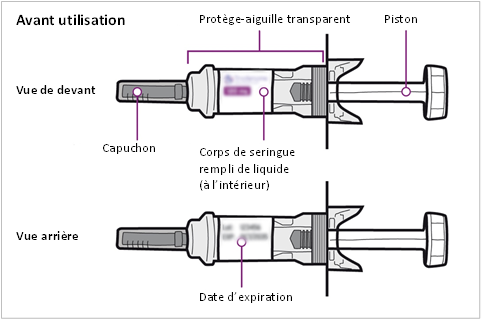 Avant utilisation
Protège-aiguille transparent
Piston
Vue de devant
Capuchon
Corps de seringue
rempli de liquide
(à l'intérieur)
Vue arrière
Date d'expiration